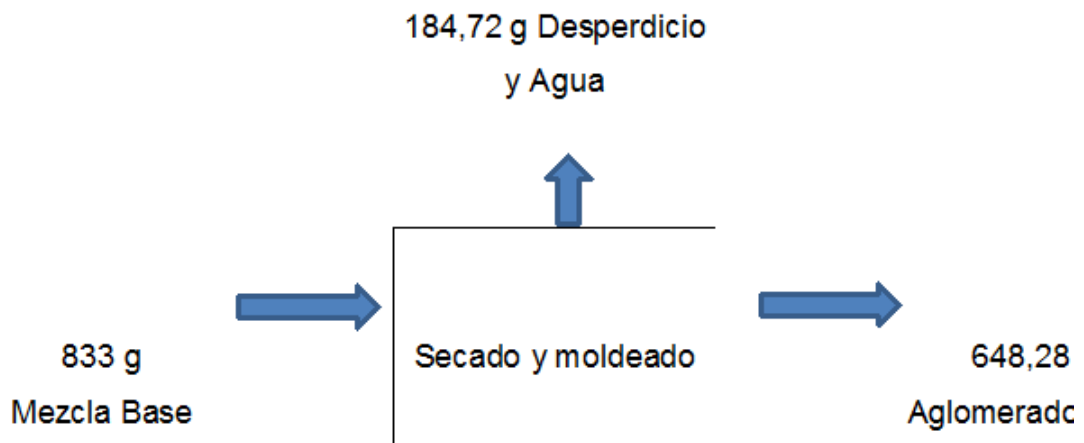 184,72 g Desperdicio
y Agua
833 g
Mezcla Base
Secado y moldeado
648,28
Aglomerado